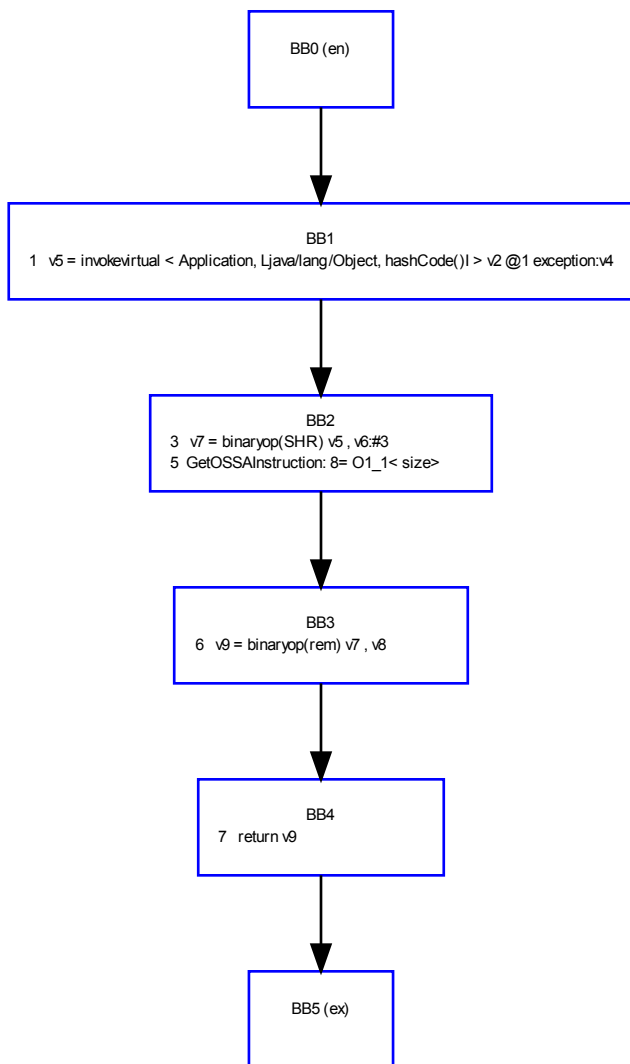 BB0 (en)
BB1
1 v5 = invokevirtual < Application, Ljava/lang/Object, hashCode()I > v2 @1 exception:v4
BB2
3 v7 = binaryop(SHR) v5 , v6:#3
5 GetOSSAInstruction: 8= O1_1< size>
BB3
6 v9 = binaryop(rem) v7 , v8
BB4
7 return v9
BB5 (ex)